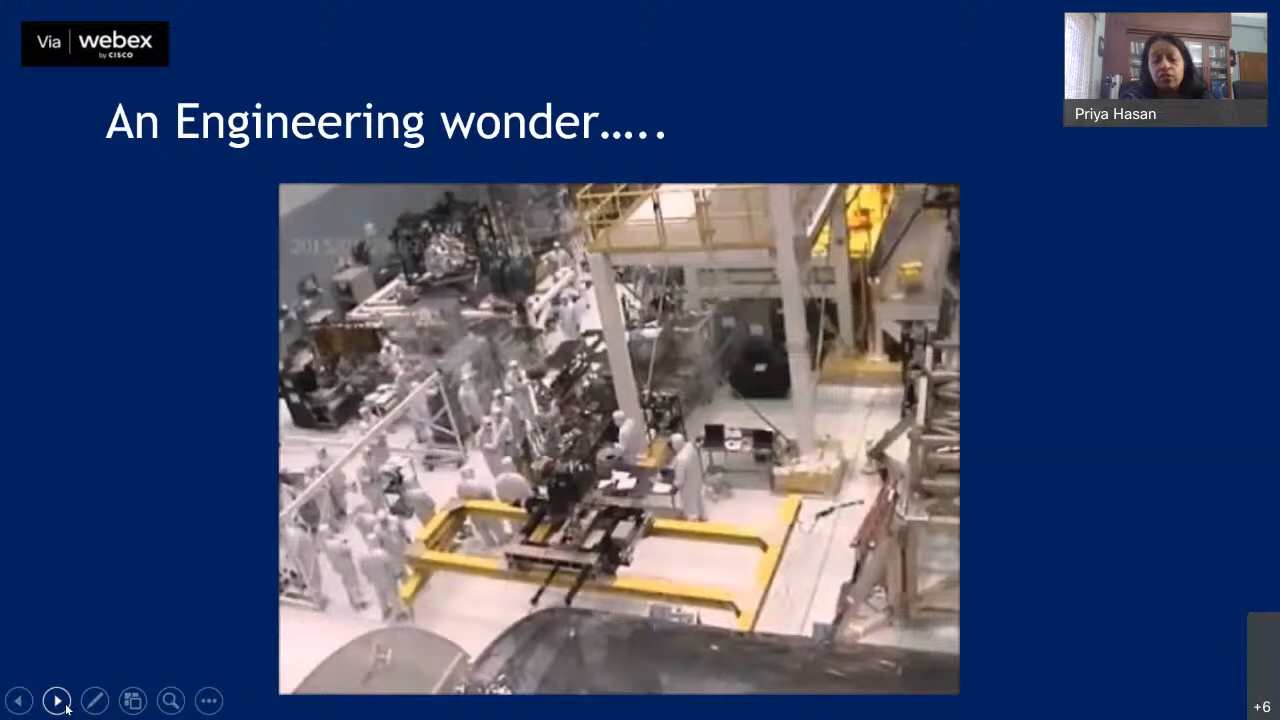 Via webex
by CISCO
Priya Hasan
An Engineering wonder…..
+6